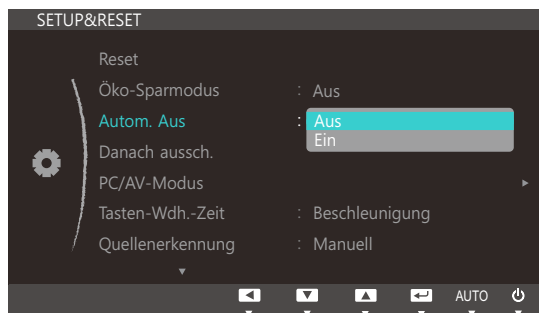 SETUP&RESET
Reset
Öko-Sparmodus : Aus
Autom. Aus : Aus
Ein
Danach aussch.
PC/AV-Modus
Tasten-Wdh.-Zeit : Beschleunigung
Quellenerkennung : Manuell
AUTO